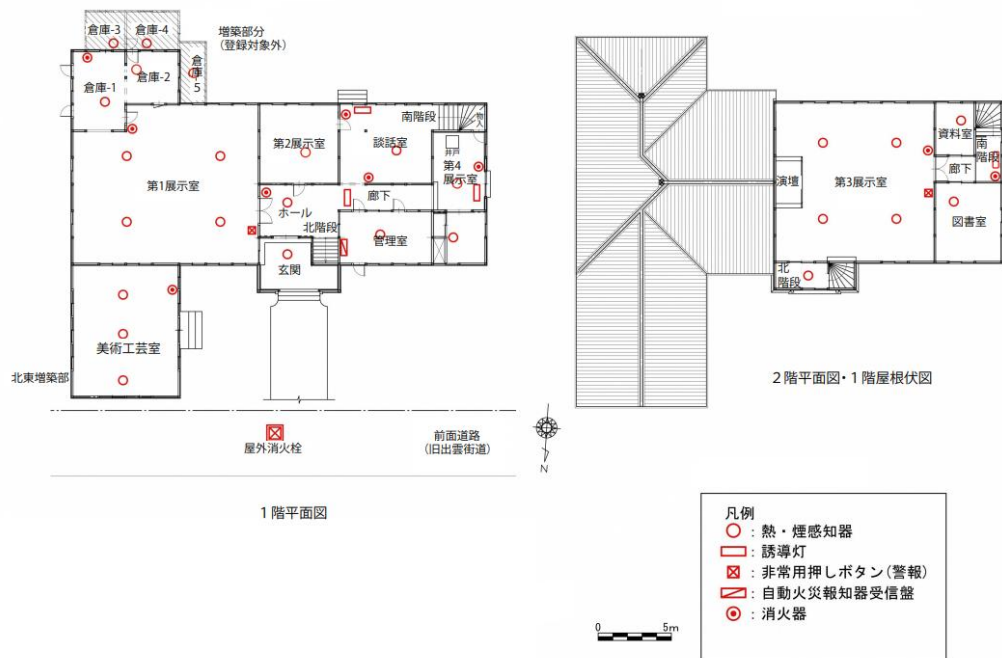 倉庫-3
倉庫-4
増築部分
(登録対象外)
倉庫-1
倉庫-2
倉庫5
第1展示室
第2展示室
談話室
南階段
物入
井戸
第4
展示室
ホール
廊下
北階段
管理室
玄関
美術工芸室
北東増築部
屋外消火栓
前面道路
(旧出雲街道)
N
1階平面図
演壇
第3展示室
資料室
南階段
廊下
図書室
北
階段
2階平面図・1階屋根伏図
0 5m
凡例
:熱・煙感知器
:誘導灯
:非常用押しボタン(警報)
:自動火災報知器受信盤
:消火器